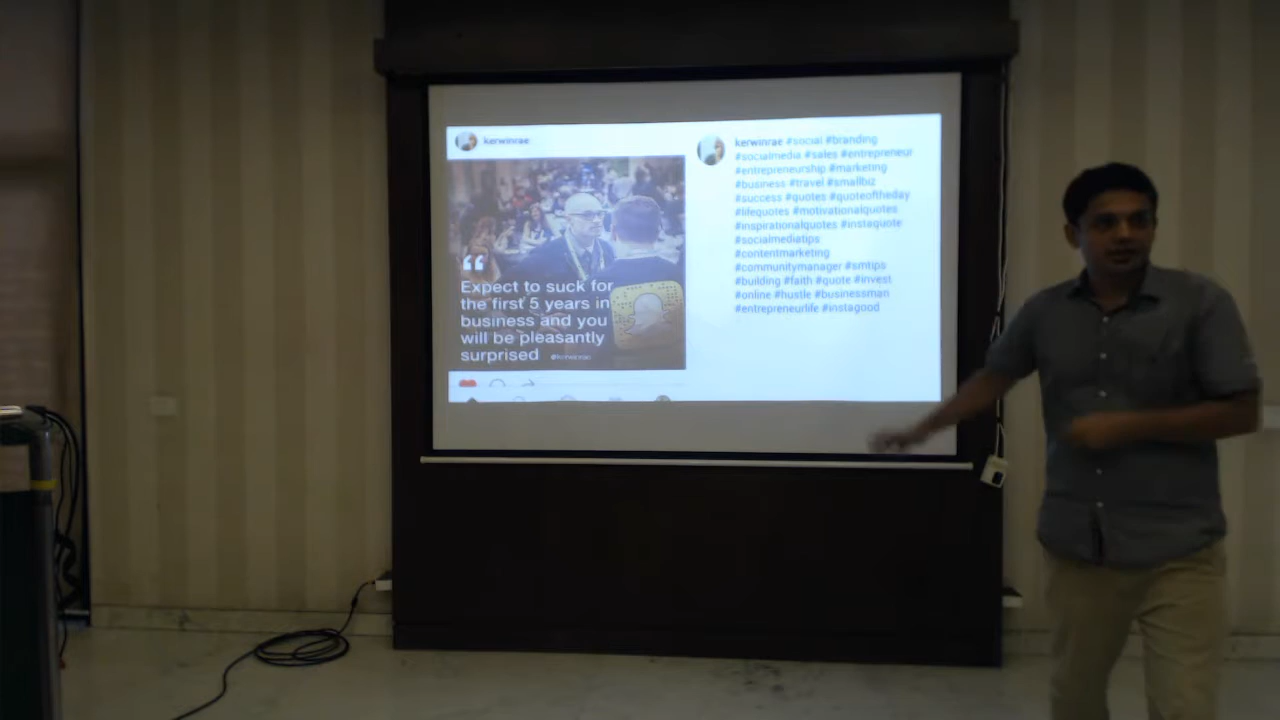 kerwinrae
“
Expect to suck for
the first 5 years in
business and you
will be pleasantly
surprised @kerwinrae
kerwinrae #social #branding
#socialmedia #sales #entrepreneur
#entrepreneurship #marketing
#business #travel #smallbiz
#success #quotes #quoteoftheday
#lifequotes #motivationalquotes
#inspirationalquotes #instaquote
#socialmediatips
#contentmarketing
#communitymanager #smtips
#building #faith #quote #invest
#online #hustle #businessman
#entrepreneurlife #instagood